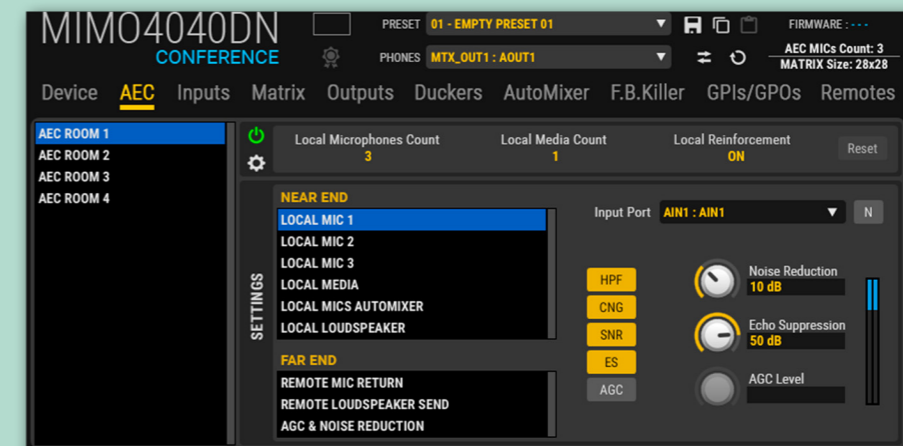 MIMO4040DN
CONFERENCE
PRESET 01 - EMPTY PRESET 01
PHONES MTX_OUT1 : AOUT1
FIRMWARE : ---
AEC MICs Count: 3
MATRIX Size: 28x28
Device AEC Inputs Matrix Outputs Duckers AutoMixer F.B.Killer GPIs/GPOs Remotes
AEC ROOM 1
AEC ROOM 2
AEC ROOM 3
AEC ROOM 4
Local Microphones Count
3
Local Media Count
1
Local Reinforcement
ON
Reset
SETTINGS
NEAR END
LOCAL MIC 1
LOCAL MIC 2
LOCAL MIC 3
LOCAL MEDIA
LOCAL MICS AUTOMIXER
LOCAL LOUDSPEAKER
FAR END
REMOTE MIC RETURN
REMOTE LOUDSPEAKER SEND
AGC & NOISE REDUCTION
Input Port AIN1 : AIN1 N
HPF
CNG
SNR
ES
AGC
Noise Reduction
10 dB
Echo Suppression
50 dB
AGC Level